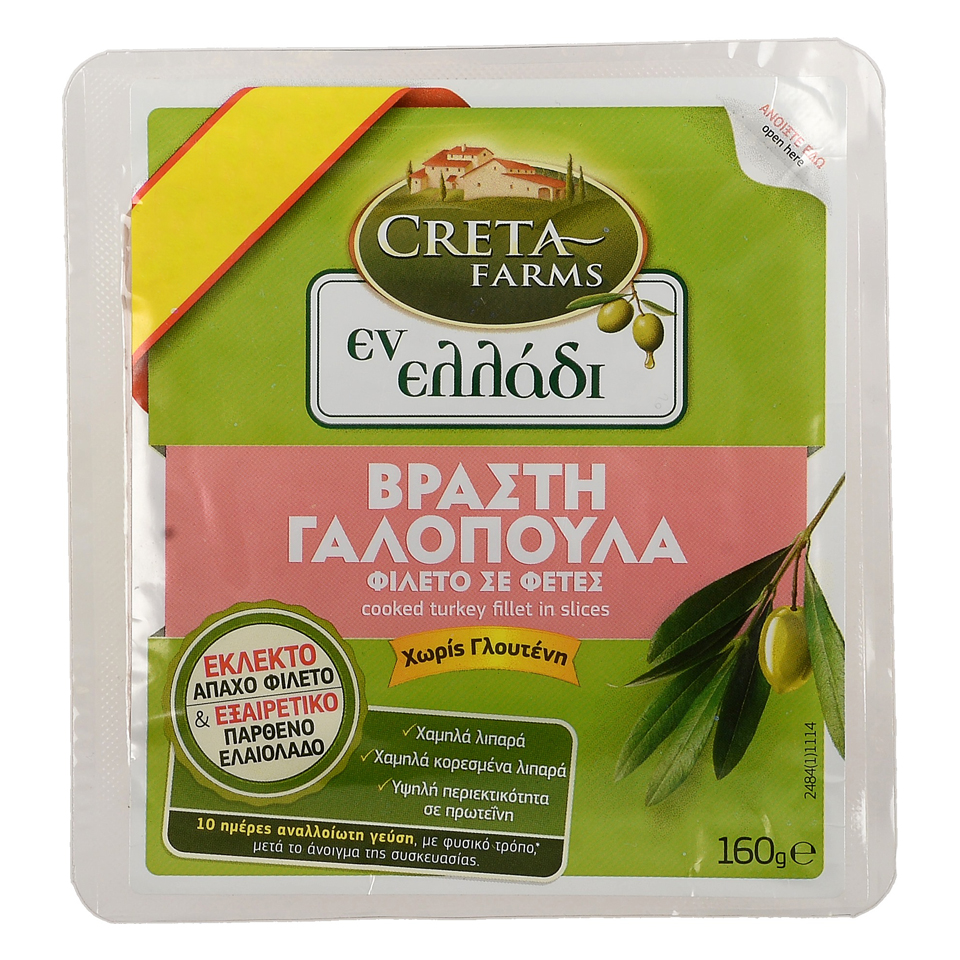 ΑΝΟΙΞΤΕ ΕΔΩ
open here
CRETA
FARMS
εν
ελλάδι
ΒΡΑΣΤΗ
ΓΑΛΟΠΟΥΛΑ
ΦΙΛΕΤΟ ΣΕ ΦΕΤΕΣ
cooked turkey fillet in slices
Χωρίς Γλουτένη
ΕΚΛΕΚΤΟ
ΑΠΑΧΟ ΦΙΛΕΤΟ
& ΕΞΑΙΡΕΤΙΚΟ
ΠΑΡΘΕΝΟ
ΕΛΑΙΟΛΑΔΟ
✓Χαμηλά λιπαρά
✓Χαμηλά κορεσμένα λιπαρά
✓Υψηλή περιεκτικότητα
σε πρωτεΐνη
10 ημέρες αναλλοίωτη γεύση, με φυσικό τρόπο,*
μετά το άνοιγμα της συσκευασίας.
2484(1)1114
160g e